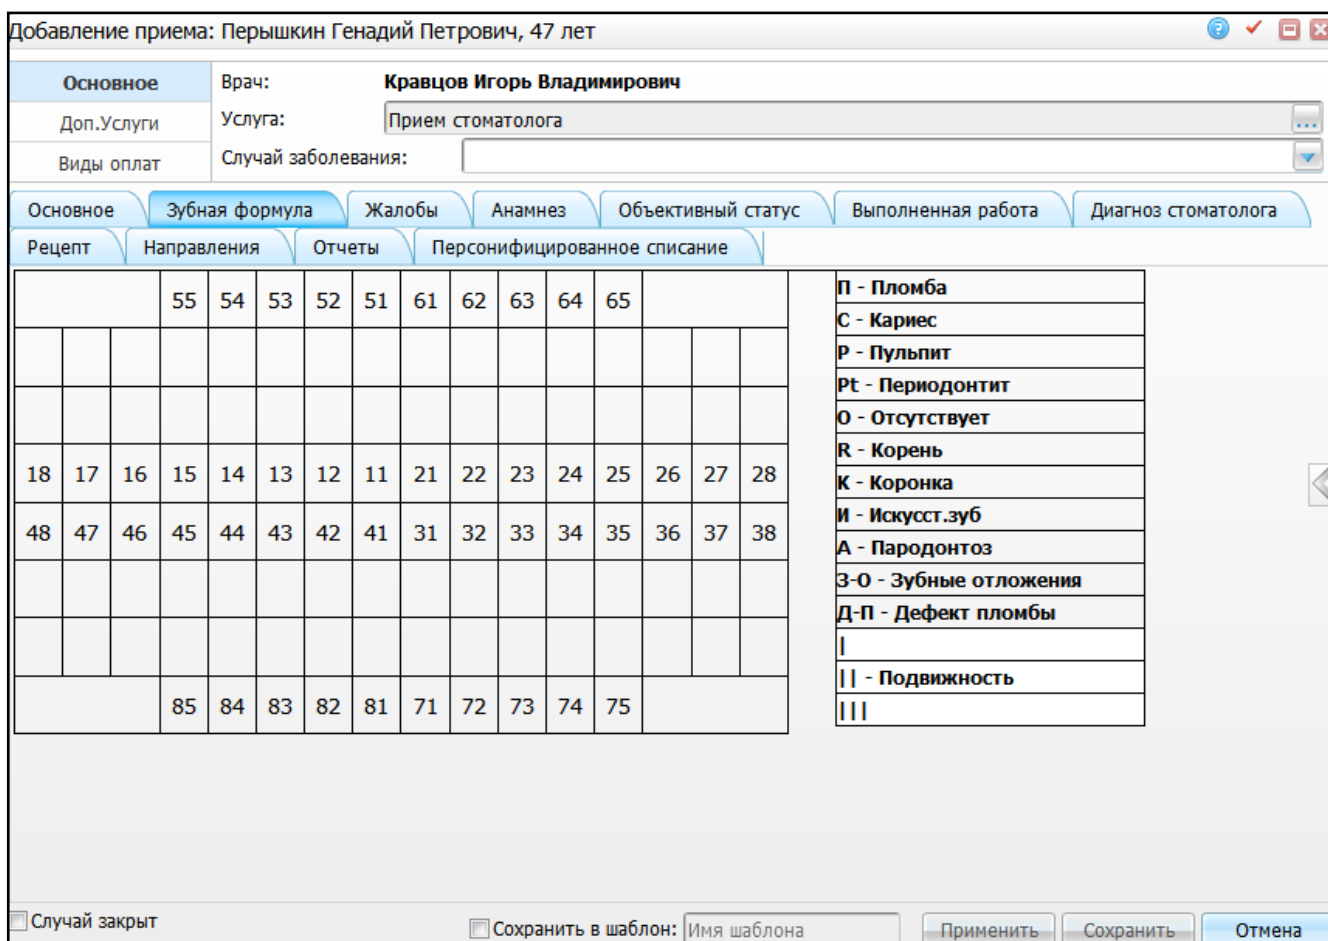 Добавление приема: Перышкин Генадий Петрович, 47 лет
Основное
Врач: Кравцов Игорь Владимирович
Доп.Услуги
Услуга: Прием стоматолога ...
Виды оплат
Случай заболевания:
Основное Зубная формула Жалобы Анамнез Объективный статус Выполненная работа Диагноз стоматолога
Рецепт Направления Отчеты Персонифицированное списание
55 54 53 52 51 61 62 63 64 65
18 17 16 15 14 13 12 11 21 22 23 24 25 26 27 28
48 47 46 45 44 43 42 41 31 32 33 34 35 36 37 38
85 84 83 82 81 71 72 73 74 75
П - Пломба
С - Кариес
Р - Пульпит
Pt - Периодонтит
О - Отсутствует
R - Корень
К - Коронка
И - Искусст.зуб
А - Пародонтоз
З-О - Зубные отложения
Д-П - Дефект пломбы
|
|| - Подвижность
|||
Случай закрыт
Сохранить в шаблон: Имя шаблона
Применить Сохранить Отмена